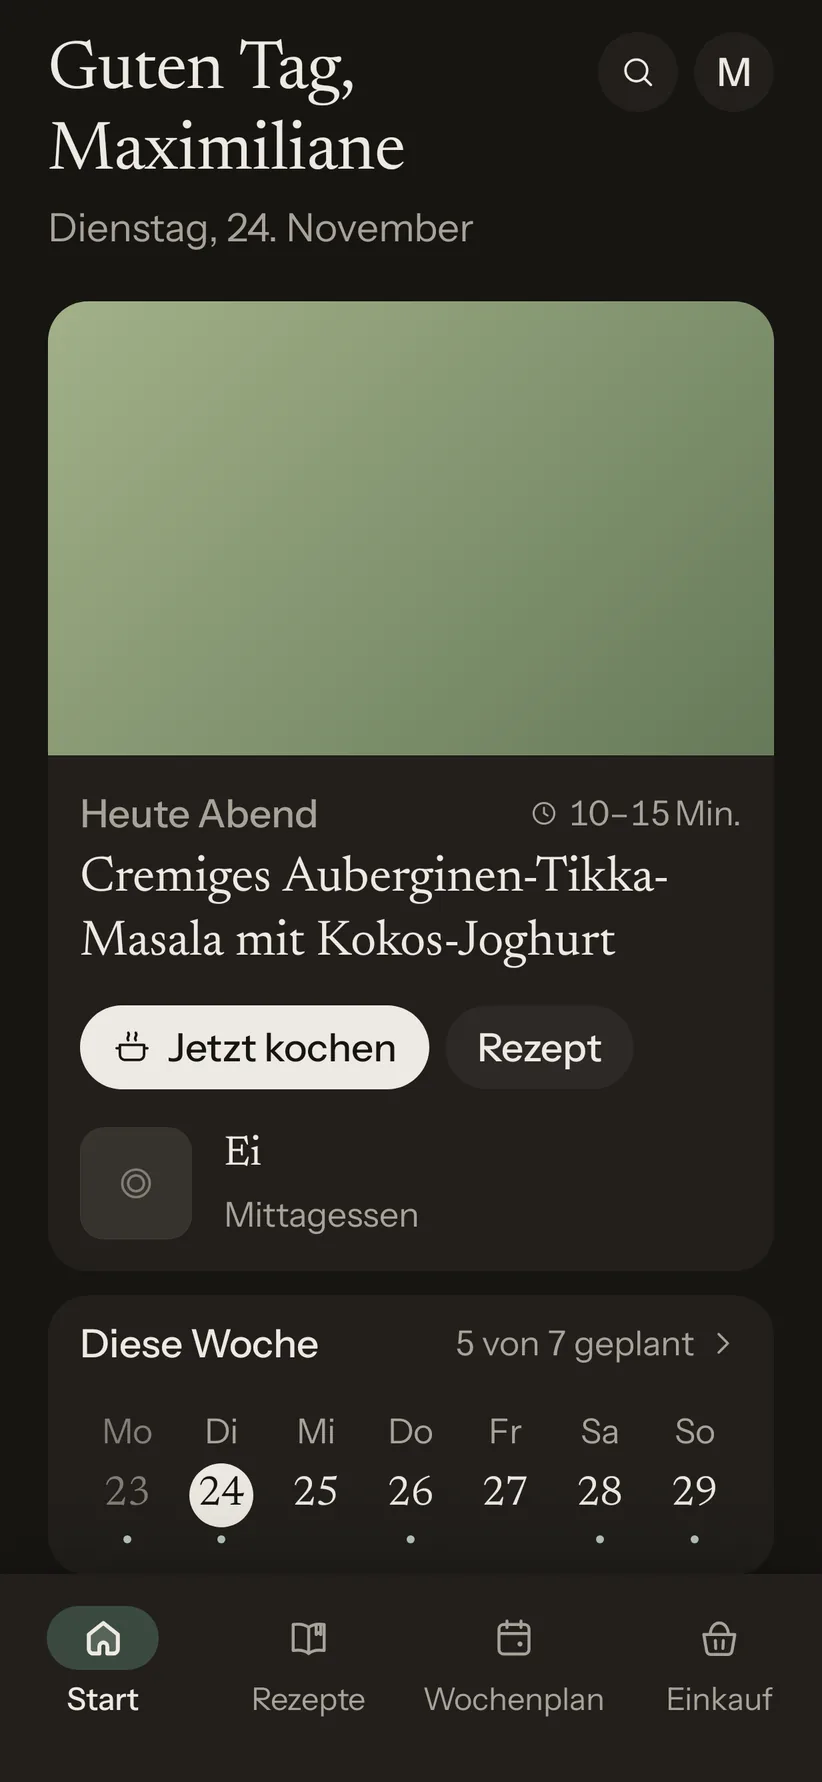 Guten Tag,
Maximiliane
M
Dienstag, 24. November
Heute Abend
10–15 Min.
Cremiges Auberginen-Tikka-
Masala mit Kokos-Joghurt
Jetzt kochen
Rezept
Ei
Mittagessen
Diese Woche
5 von 7 geplant
Mo Di Mi Do Fr Sa So
23 24 25 26 27 28 29
Start Rezepte Wochenplan Einkauf